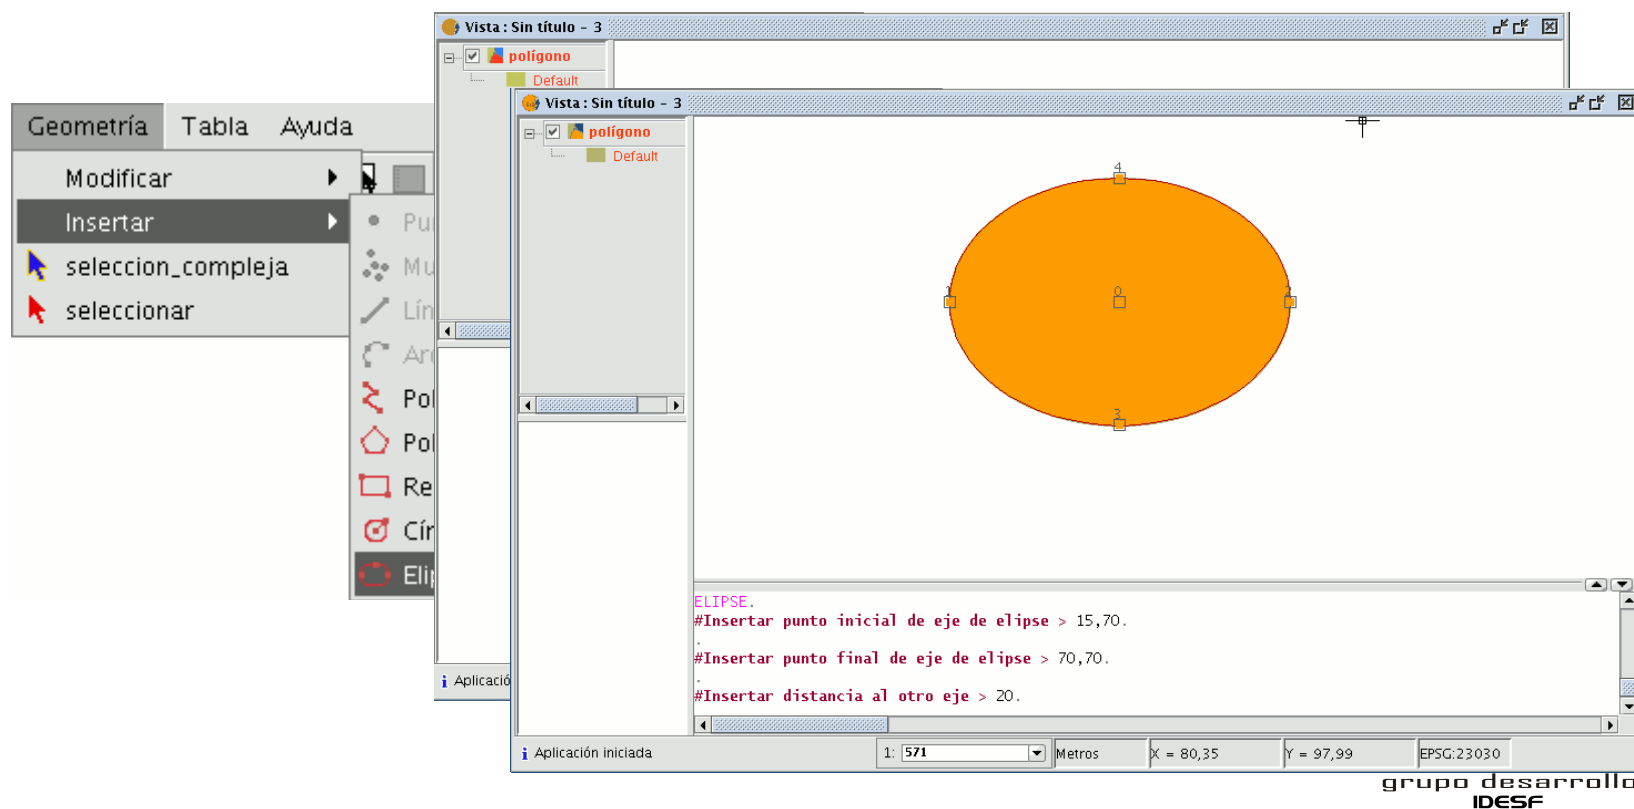 Geometría Tabla Ayuda
Modificar
Insertar
seleccion_compleja
seleccionar
Vista : Sin título - 3
polígono
Default
Vista : Sin título - 3
polígono
Default
4
0
3
ELIPSE.
#Insertar punto inicial de eje de elipse > 15,70.
.
#Insertar punto final de eje de elipse > 70,70.
.
#Insertar distancia al otro eje > 20.
Aplicación iniciada
1: 571
Metros
X = 80,35
Y = 97,99
EPSG:23030
grupo desarrollo
IDESF